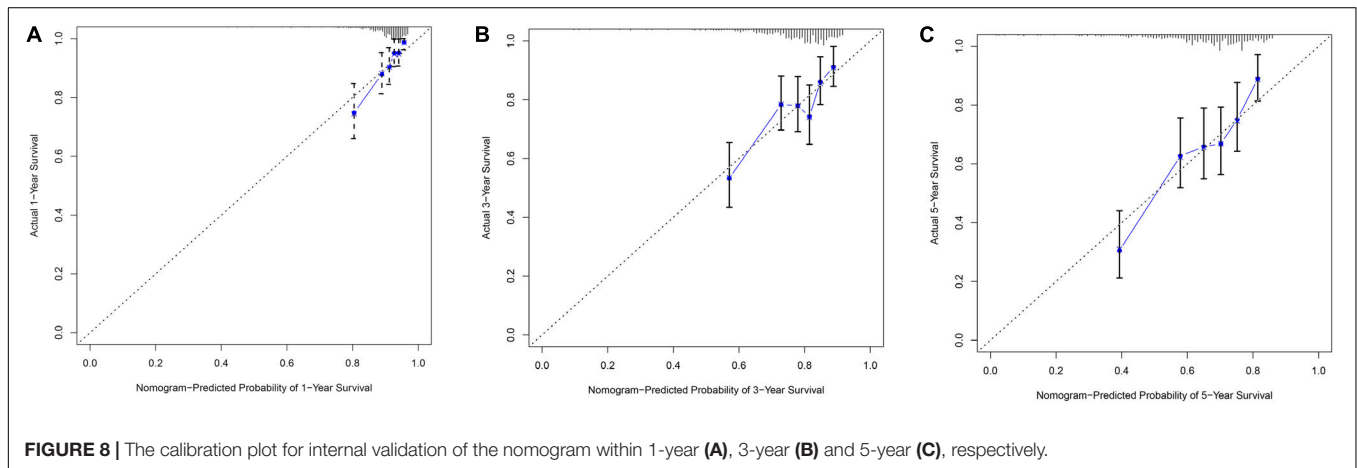 A
Actual 1-Year Survival
1.0
0.8
0.6
0.4
0.2
0.0
0.0 0.2 0.4 0.6 0.8 1.0
Nomogram-Predicted Probability of 1-Year Survival
B
Actual 3-Year Survival
1.0
0.8
0.6
0.4
0.2
0.0
0.0 0.2 0.4 0.6 0.8 1.0
Nomogram-Predicted Probability of 3-Year Survival
C
Actual 5-Year Survival
1.0
0.8
0.6
0.4
0.2
0.0
0.0 0.2 0.4 0.6 0.8 1.0
Nomogram-Predicted Probability of 5-Year Survival
FIGURE 8 | The calibration plot for internal validation of the nomogram within 1-year (A), 3-year (B) and 5-year (C), respectively.